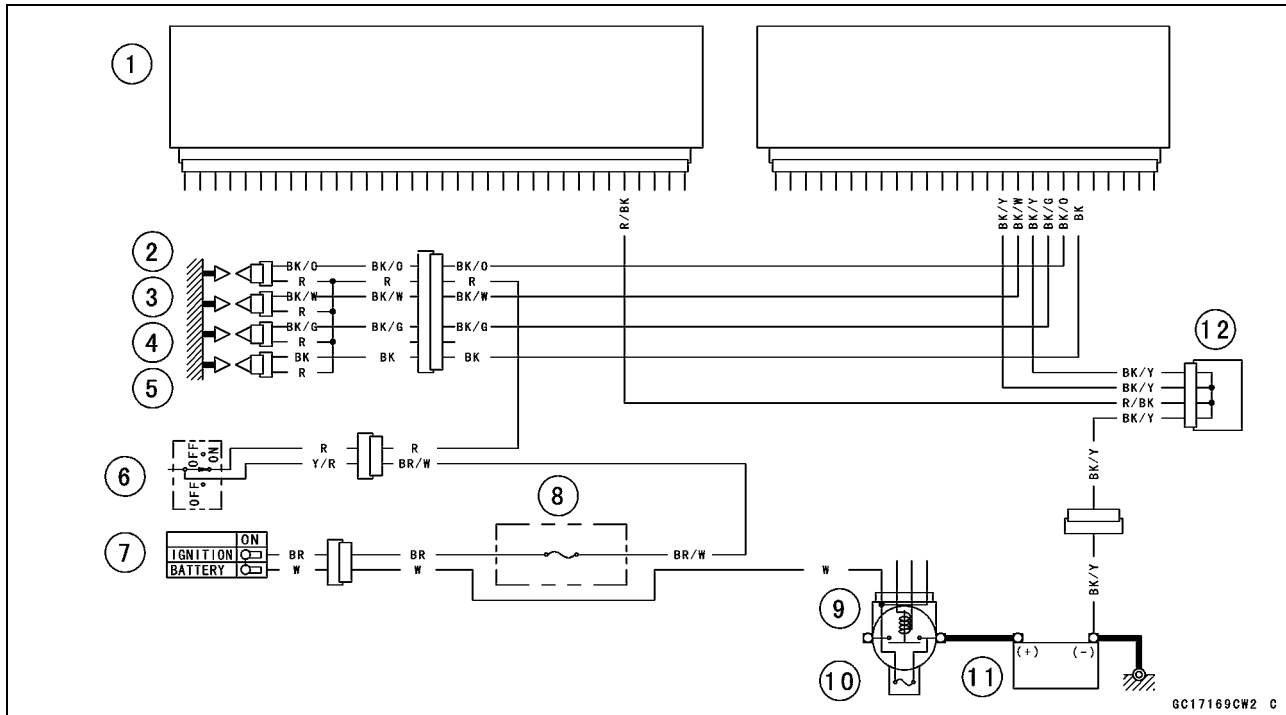 1
R/BK
BK/Y
BK/W
BK/Y
BK/G
BK/O
BK
2
BK/O BK/O BK/O
R R R
3
BK/W BK/W BK/W
R
4
BK/G BK/G BK/G
R
BK BK BK
5
R
12
BK/Y
BK/Y
R/BK
BK/Y
6
OFF
ON
OFF
R R
Y/R BR/W
BK/Y
8
7
ON
IGNITION BR BR BR/W
BATTERY W W W
BK/Y
9
10
11
(+) (-)
GC17169CW2 C